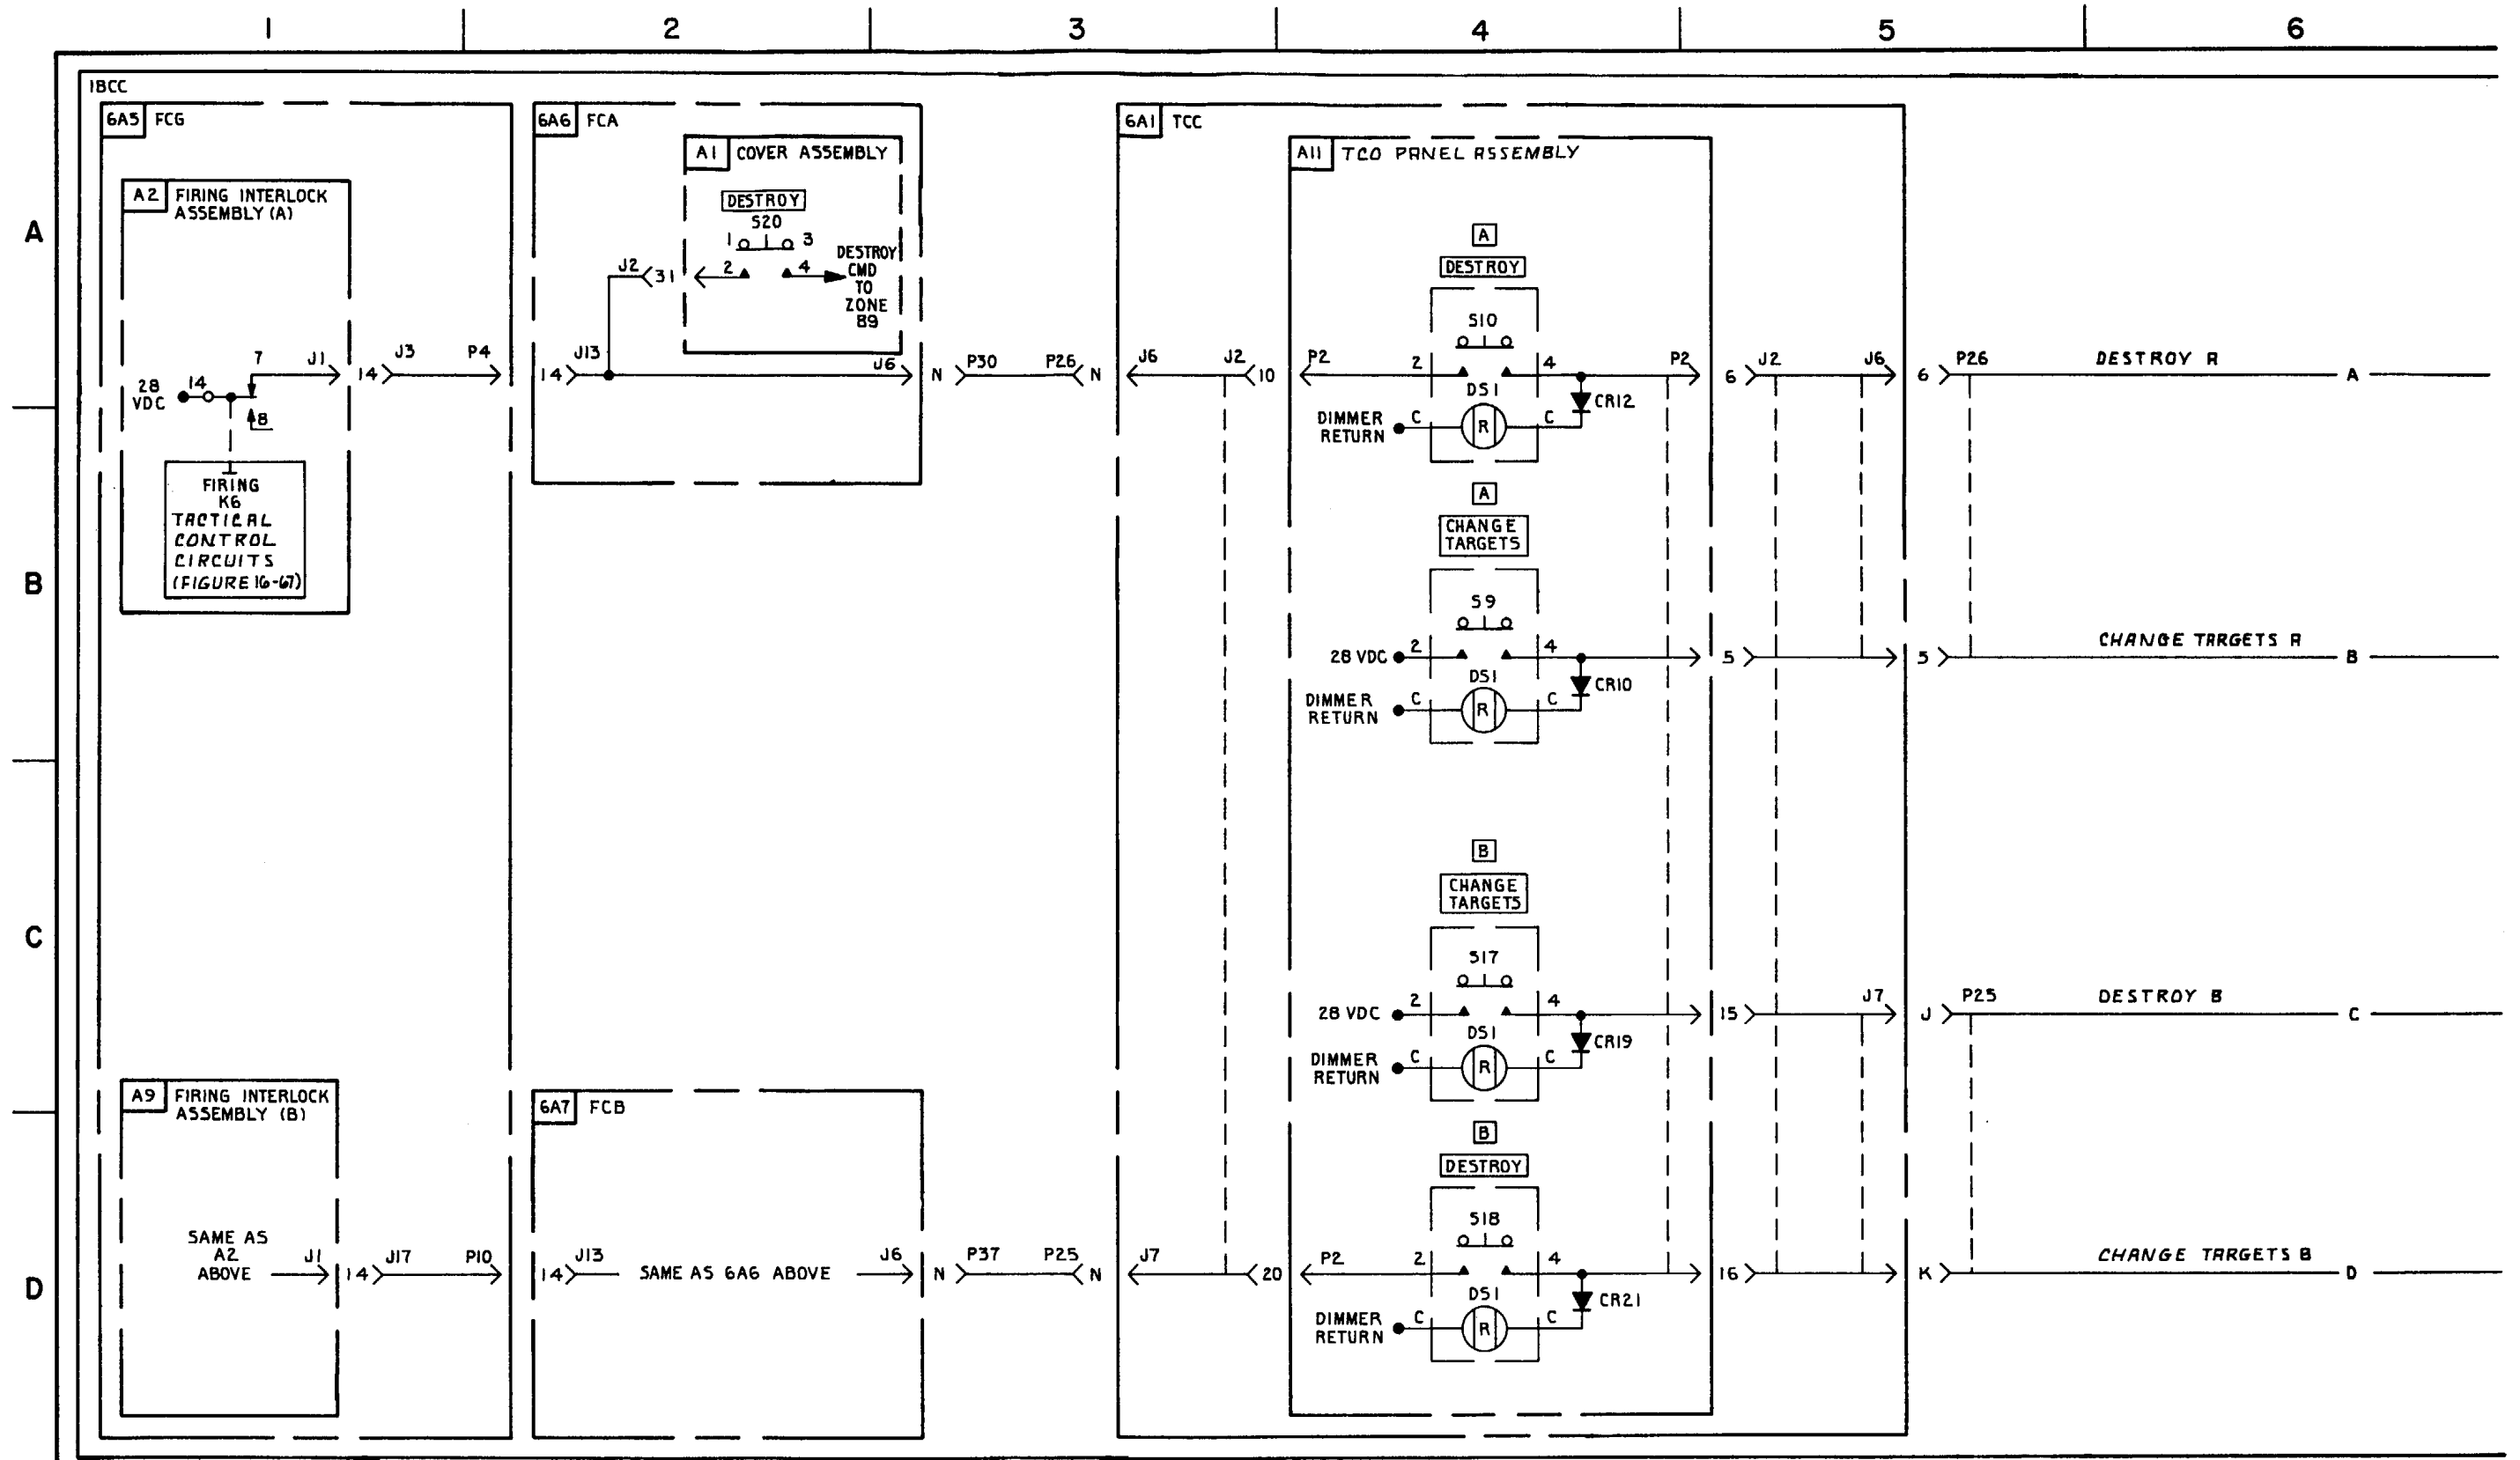 1 2 3 4 5 6
A
B
C
D
1BCC
6A5 FCG
A2 FIRING INTERLOCK
ASSEMBLY (A)
28
VDC
14
7
8
J1
14
J3
P4
FIRING
K6
TACTICAL
CONTROL
CIRCUITS
(FIGURE 16-67)
A9 FIRING INTERLOCK
ASSEMBLY (B)
SAME AS
A2
ABOVE
J1
14
J17
P10
6A6 FCA
A1 COVER ASSEMBLY
DESTROY
S20
1 3
2 4
DESTROY
CMD
TO
ZONE
B9
J2
31
14
J13
J6
N
P30
P26
N
6A7 FCB
14
J13
SAME AS 6A6 ABOVE
J6
N
P37
P25
N
6A1 TCC
J6
J2
10
J7
20
A11 TCO PANEL ASSEMBLY
A
DESTROY
S10
P2
2
4
P2
DS1
CR12
DIMMER
RETURN
C
R
C
A
CHANGE
TARGETS
S9
28 VDC
2
4
DS1
CR10
DIMMER
RETURN
C
R
C
B
CHANGE
TARGETS
S17
28 VDC
2
4
DS1
CR19
DIMMER
RETURN
C
R
C
B
DESTROY
S18
P2
2
4
DS1
CR21
DIMMER
RETURN
C
R
C
6
J2
J6
6
P26
DESTROY A
A
5
5
CHANGE TARGETS A
B
15
J7
J
P25
DESTROY B
C
16
K
CHANGE TARGETS B
D